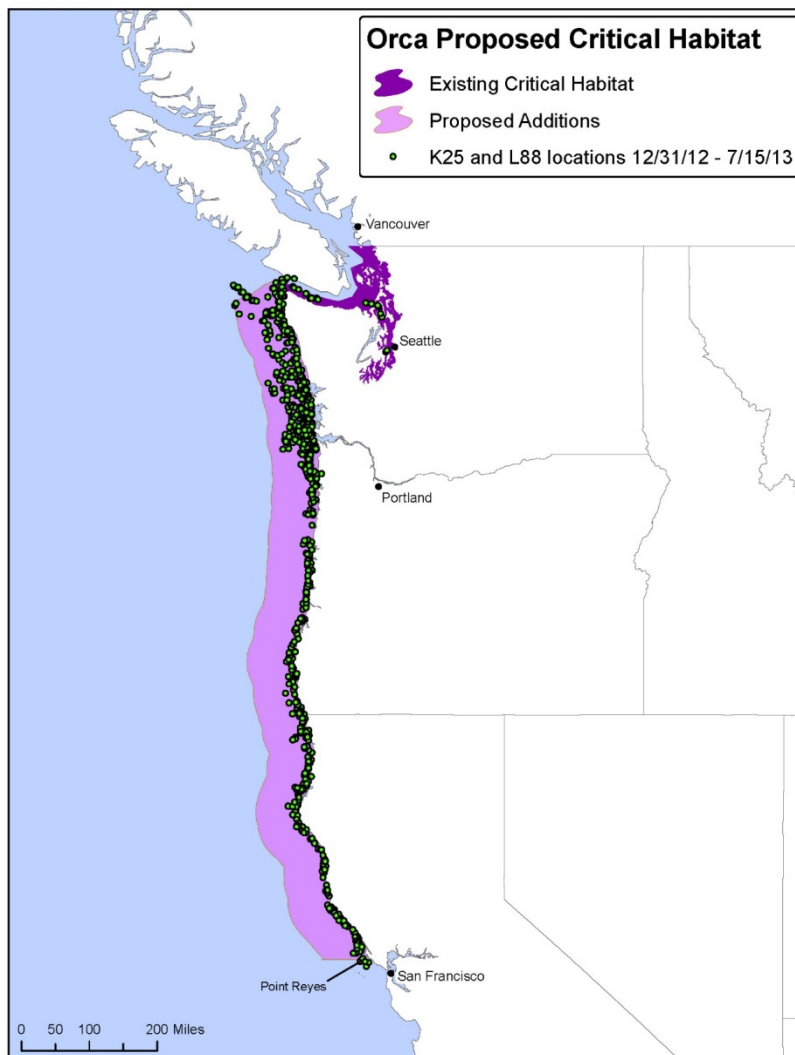 Orca Proposed Critical Habitat
Existing Critical Habitat
Proposed Additions
K25 and L88 locations 12/31/12 - 7/15/13
Vancouver
Seattle
Portland
Point Reyes
San Francisco
0 50 100 200 Miles